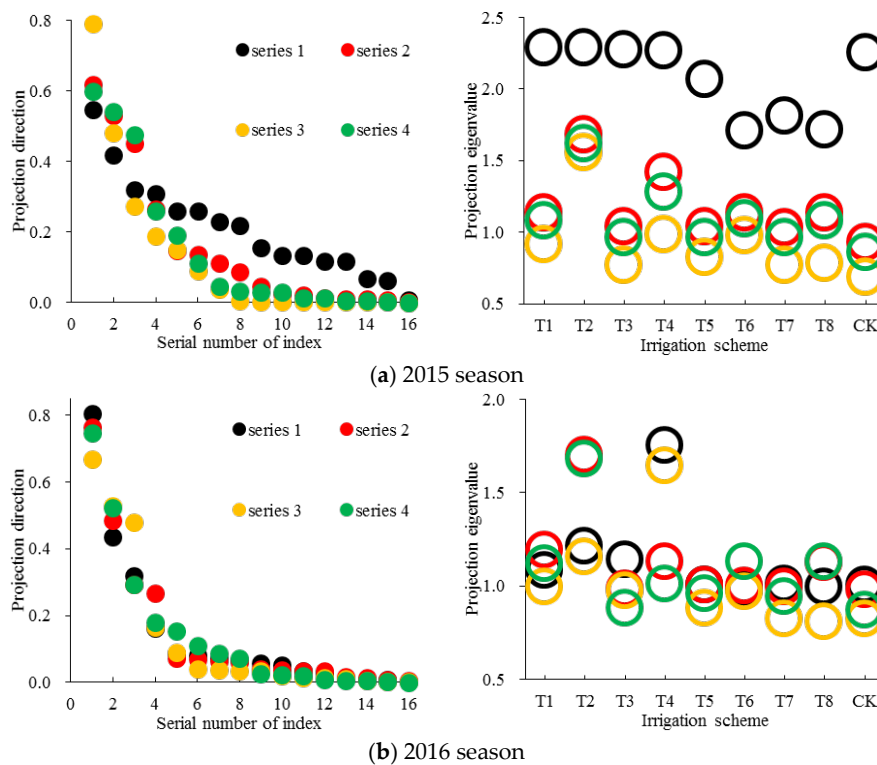 0.8
0.6
0.4
0.2
0.0
Projection direction
series 1
series 2
series 3
series 4
0 2 4 6 8 10 12 14 16
Serial number of index
2.5
2.0
1.5
1.0
0.5
Projection eigenvalue
T1 T2 T3 T4 T5 T6 T7 T8 CK
Irrigation scheme
(a) 2015 season
0.8
0.6
0.4
0.2
0.0
Projection direction
series 1
series 2
series 3
series 4
0 2 4 6 8 10 12 14 16
Serial number of index
2.0
1.5
1.0
0.5
Projection eigenvalue
T1 T2 T3 T4 T5 T6 T7 T8 CK
Irrigation scheme
(b) 2016 season